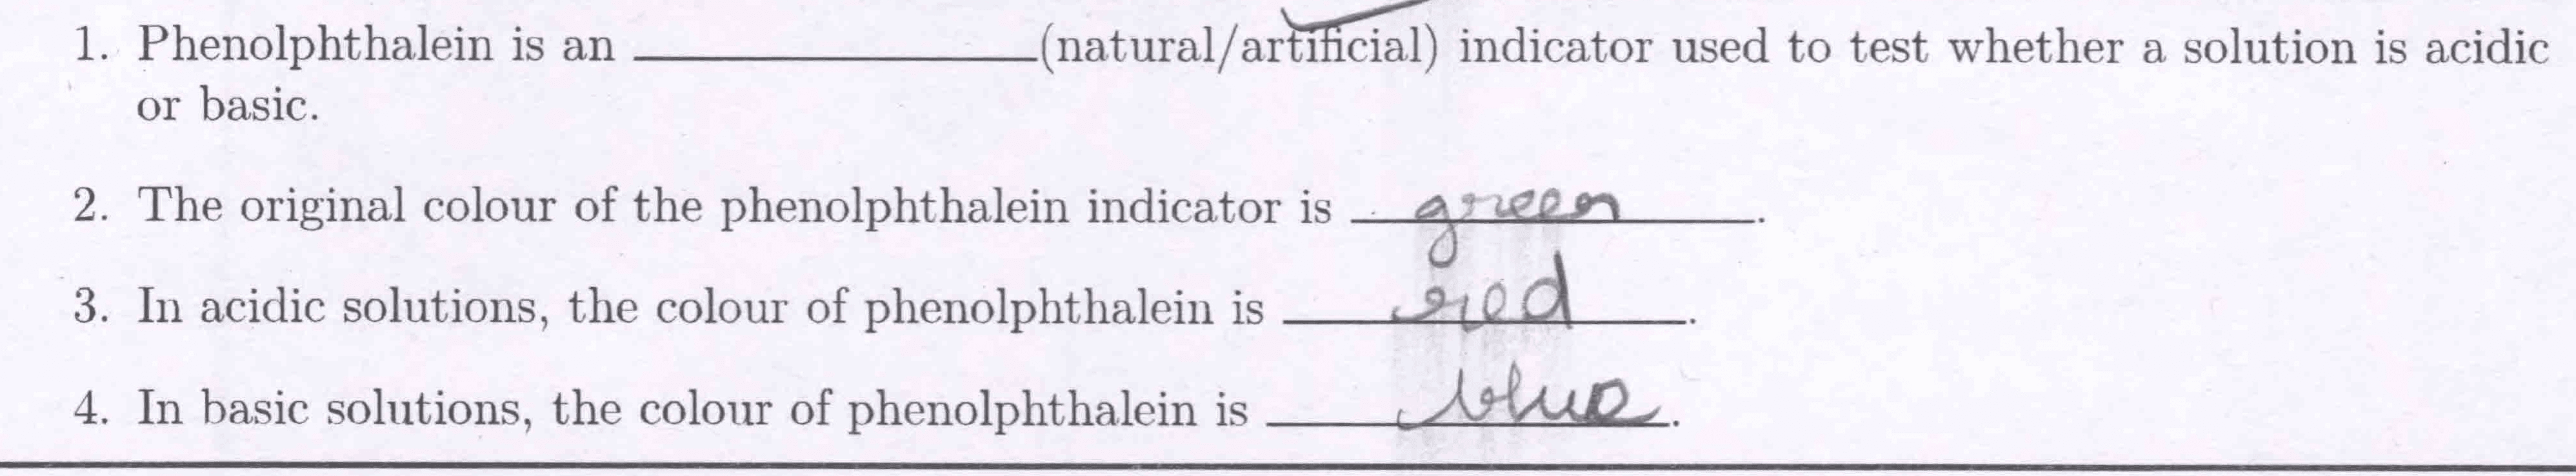 1. Phenolphthalein is an ____________(natural/artificial) indicator used to test whether a solution is acidic
or basic.
2. The original colour of the phenolphthalein indicator is green.
3. In acidic solutions, the colour of phenolphthalein is red.
4. In basic solutions, the colour of phenolphthalein is blue.